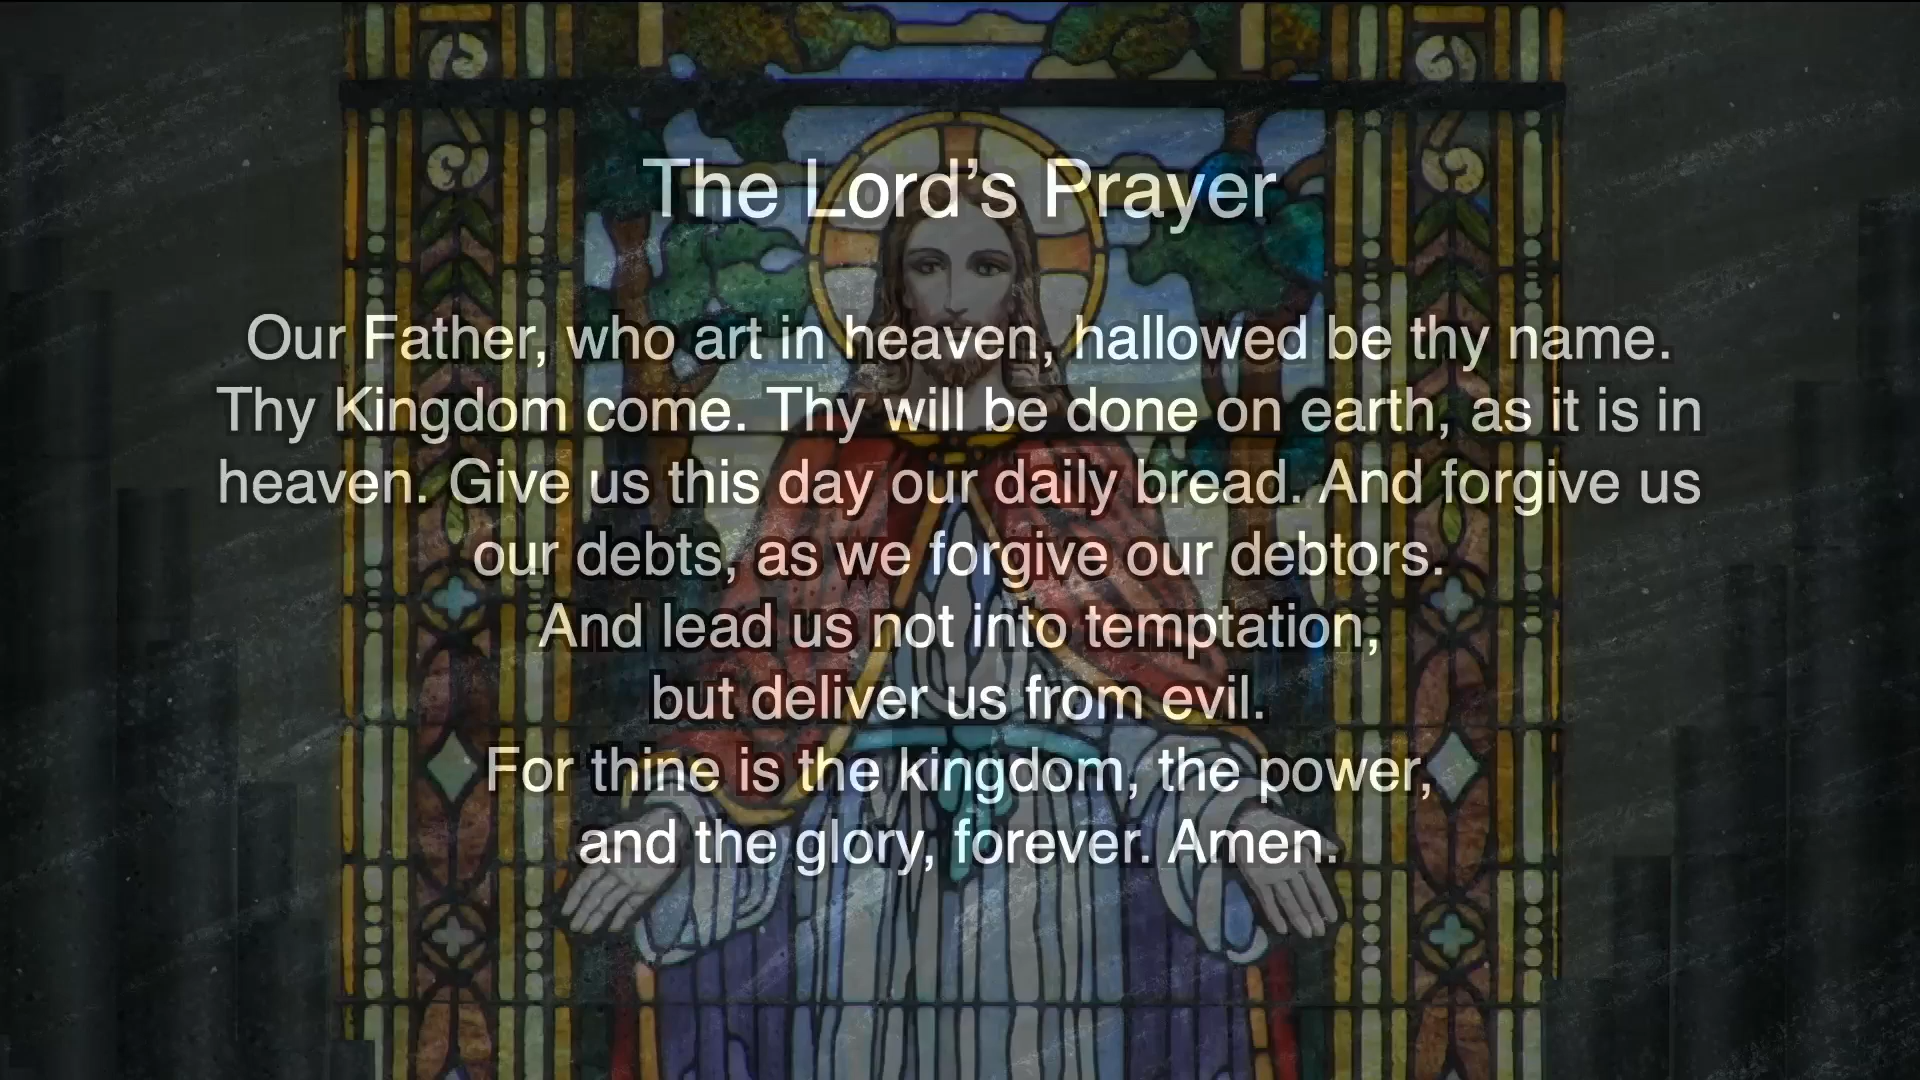 The Lord’s Prayer
Our Father, who art in heaven, hallowed be thy name.
Thy Kingdom come. Thy will be done on earth, as it is in
heaven. Give us this day our daily bread. And forgive us
our debts, as we forgive our debtors.
And lead us not into temptation,
but deliver us from evil.
For thine is the kingdom, the power,
and the glory, forever. Amen.